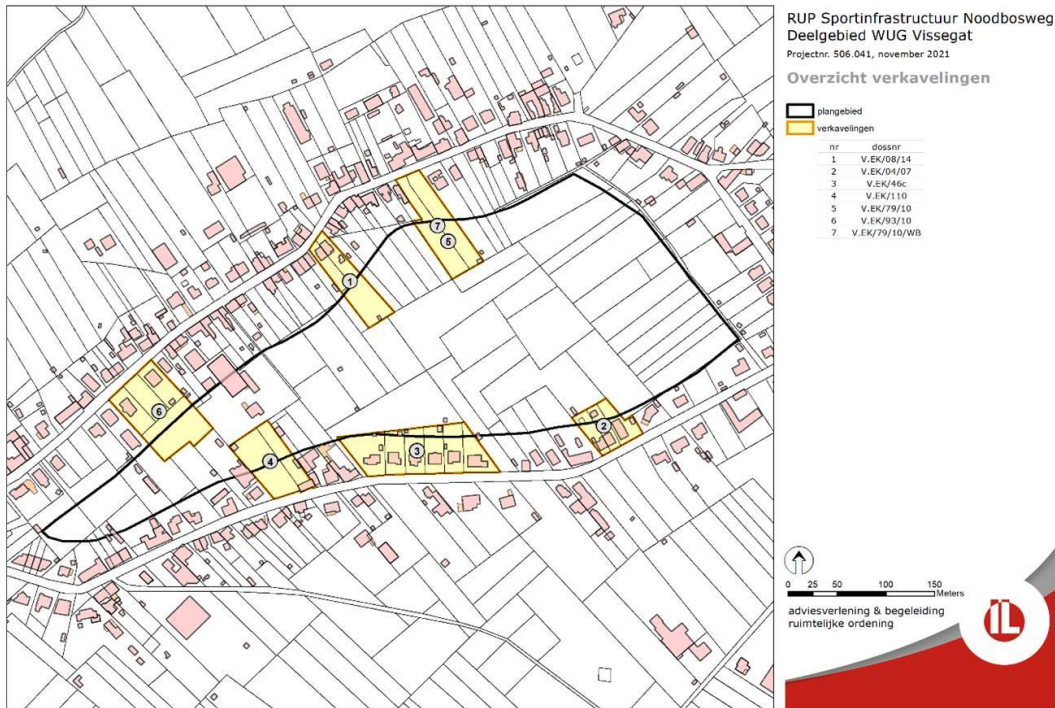 RUP Sportinfrastructuur Noodbosweg
Deelgebied WUG Vissegat
Projectnr. 506.041, november 2021
Overzicht verkavelingen
plangebied
verkavelingen
nr dossnr
1 V.EK/08/14
2 V.EK/04/07
3 V.EK/46c
4 V.EK/110
5 V.EK/79/10
6 V.EK/93/10
7 V.EK/79/10/WB
7
5
1
6
2
3
4
0 25 50 100 150
Meters
adviesverlening & begeleiding
ruimtelijke ordening
IL